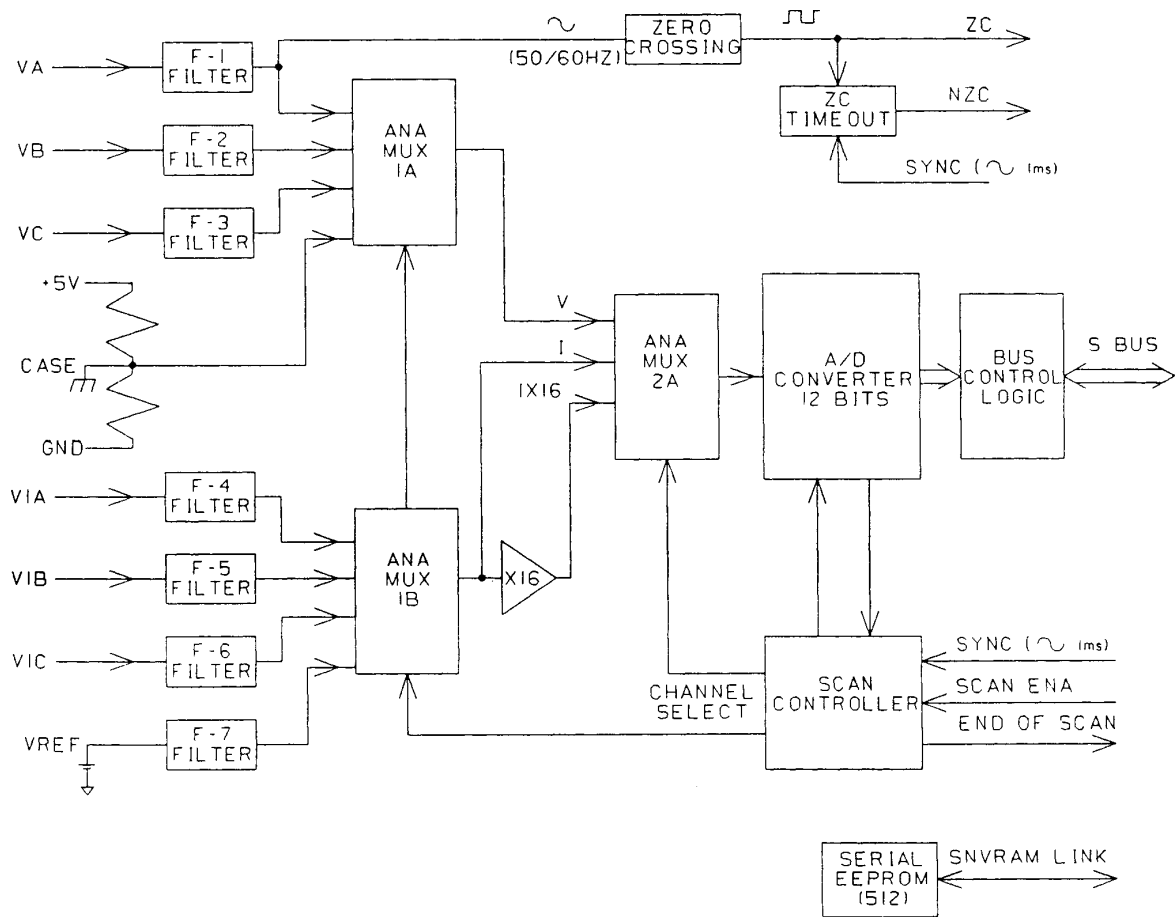 ZERO
CROSSING
(50/60HZ)
ZC
VA
F-1
FILTER
ZC
TIMEOUT
NZC
ANA
MUX
1A
VB
F-2
FILTER
SYNC (∿ 1ms)
VC
F-3
FILTER
+5V
CASE
GND
V
I
IX16
ANA
MUX
2A
A/D
CONVERTER
12 BITS
BUS
CONTROL
LOGIC
S BUS
VIA
F-4
FILTER
VIB
F-5
FILTER
ANA
MUX
1B
X16
VIC
F-6
FILTER
VREF
F-7
FILTER
CHANNEL
SELECT
SCAN
CONTROLLER
SYNC (∿ 1ms)
SCAN ENA
END OF SCAN
SERIAL
EEPROM
(512)
SNVRAM LINK